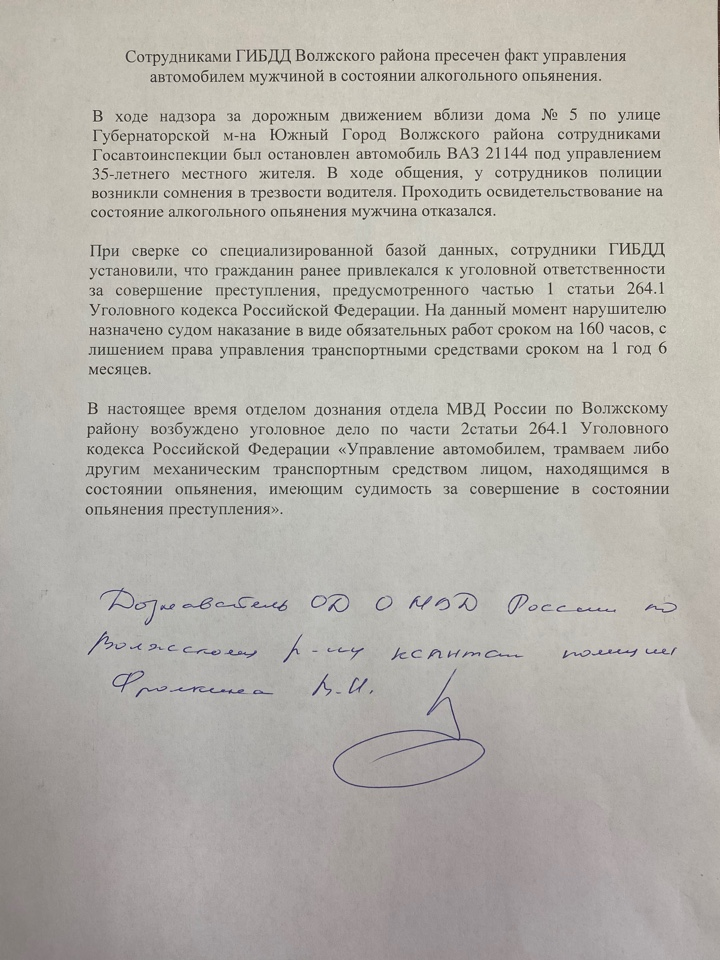 Сотрудниками ГИБДД Волжского района пресечен факт управления
автомобилем мужчиной в состоянии алкогольного опьянения.
В ходе надзора за дорожным движением вблизи дома № 5 по улице
Губернаторской м-на Южный Город Волжского района сотрудниками
Госавтоинспекции был остановлен автомобиль ВАЗ 21144 под управлением
35-летнего местного жителя. В ходе общения, у сотрудников полиции
возникли сомнения в трезвости водителя. Проходить освидетельствование на
состояние алкогольного опьянения мужчина отказался.
При сверке со специализированной базой данных, сотрудники ГИБДД
установили, что гражданин ранее привлекался к уголовной ответственности
за совершение преступления, предусмотренного частью 1 статьи 264.1
Уголовного кодекса Российской Федерации. На данный момент нарушителю
назначено судом наказание в виде обязательных работ сроком на 160 часов, с
лишением права управления транспортными средствами сроком на 1 год 6
месяцев.
В настоящее время отделом дознания отдела МВД России по Волжскому
району возбуждено уголовное дело по части 2статьи 264.1 Уголовного
кодекса Российской Федерации «Управление автомобилем, трамваем либо
другим механическим транспортным средством лицом, находящимся в
состоянии опьянения, имеющим судимость за совершение в состоянии
опьянения преступления».
Дознаватель ОД О МВД России по
Волжскому р-ну капитан полиции
Фролкина В.И.